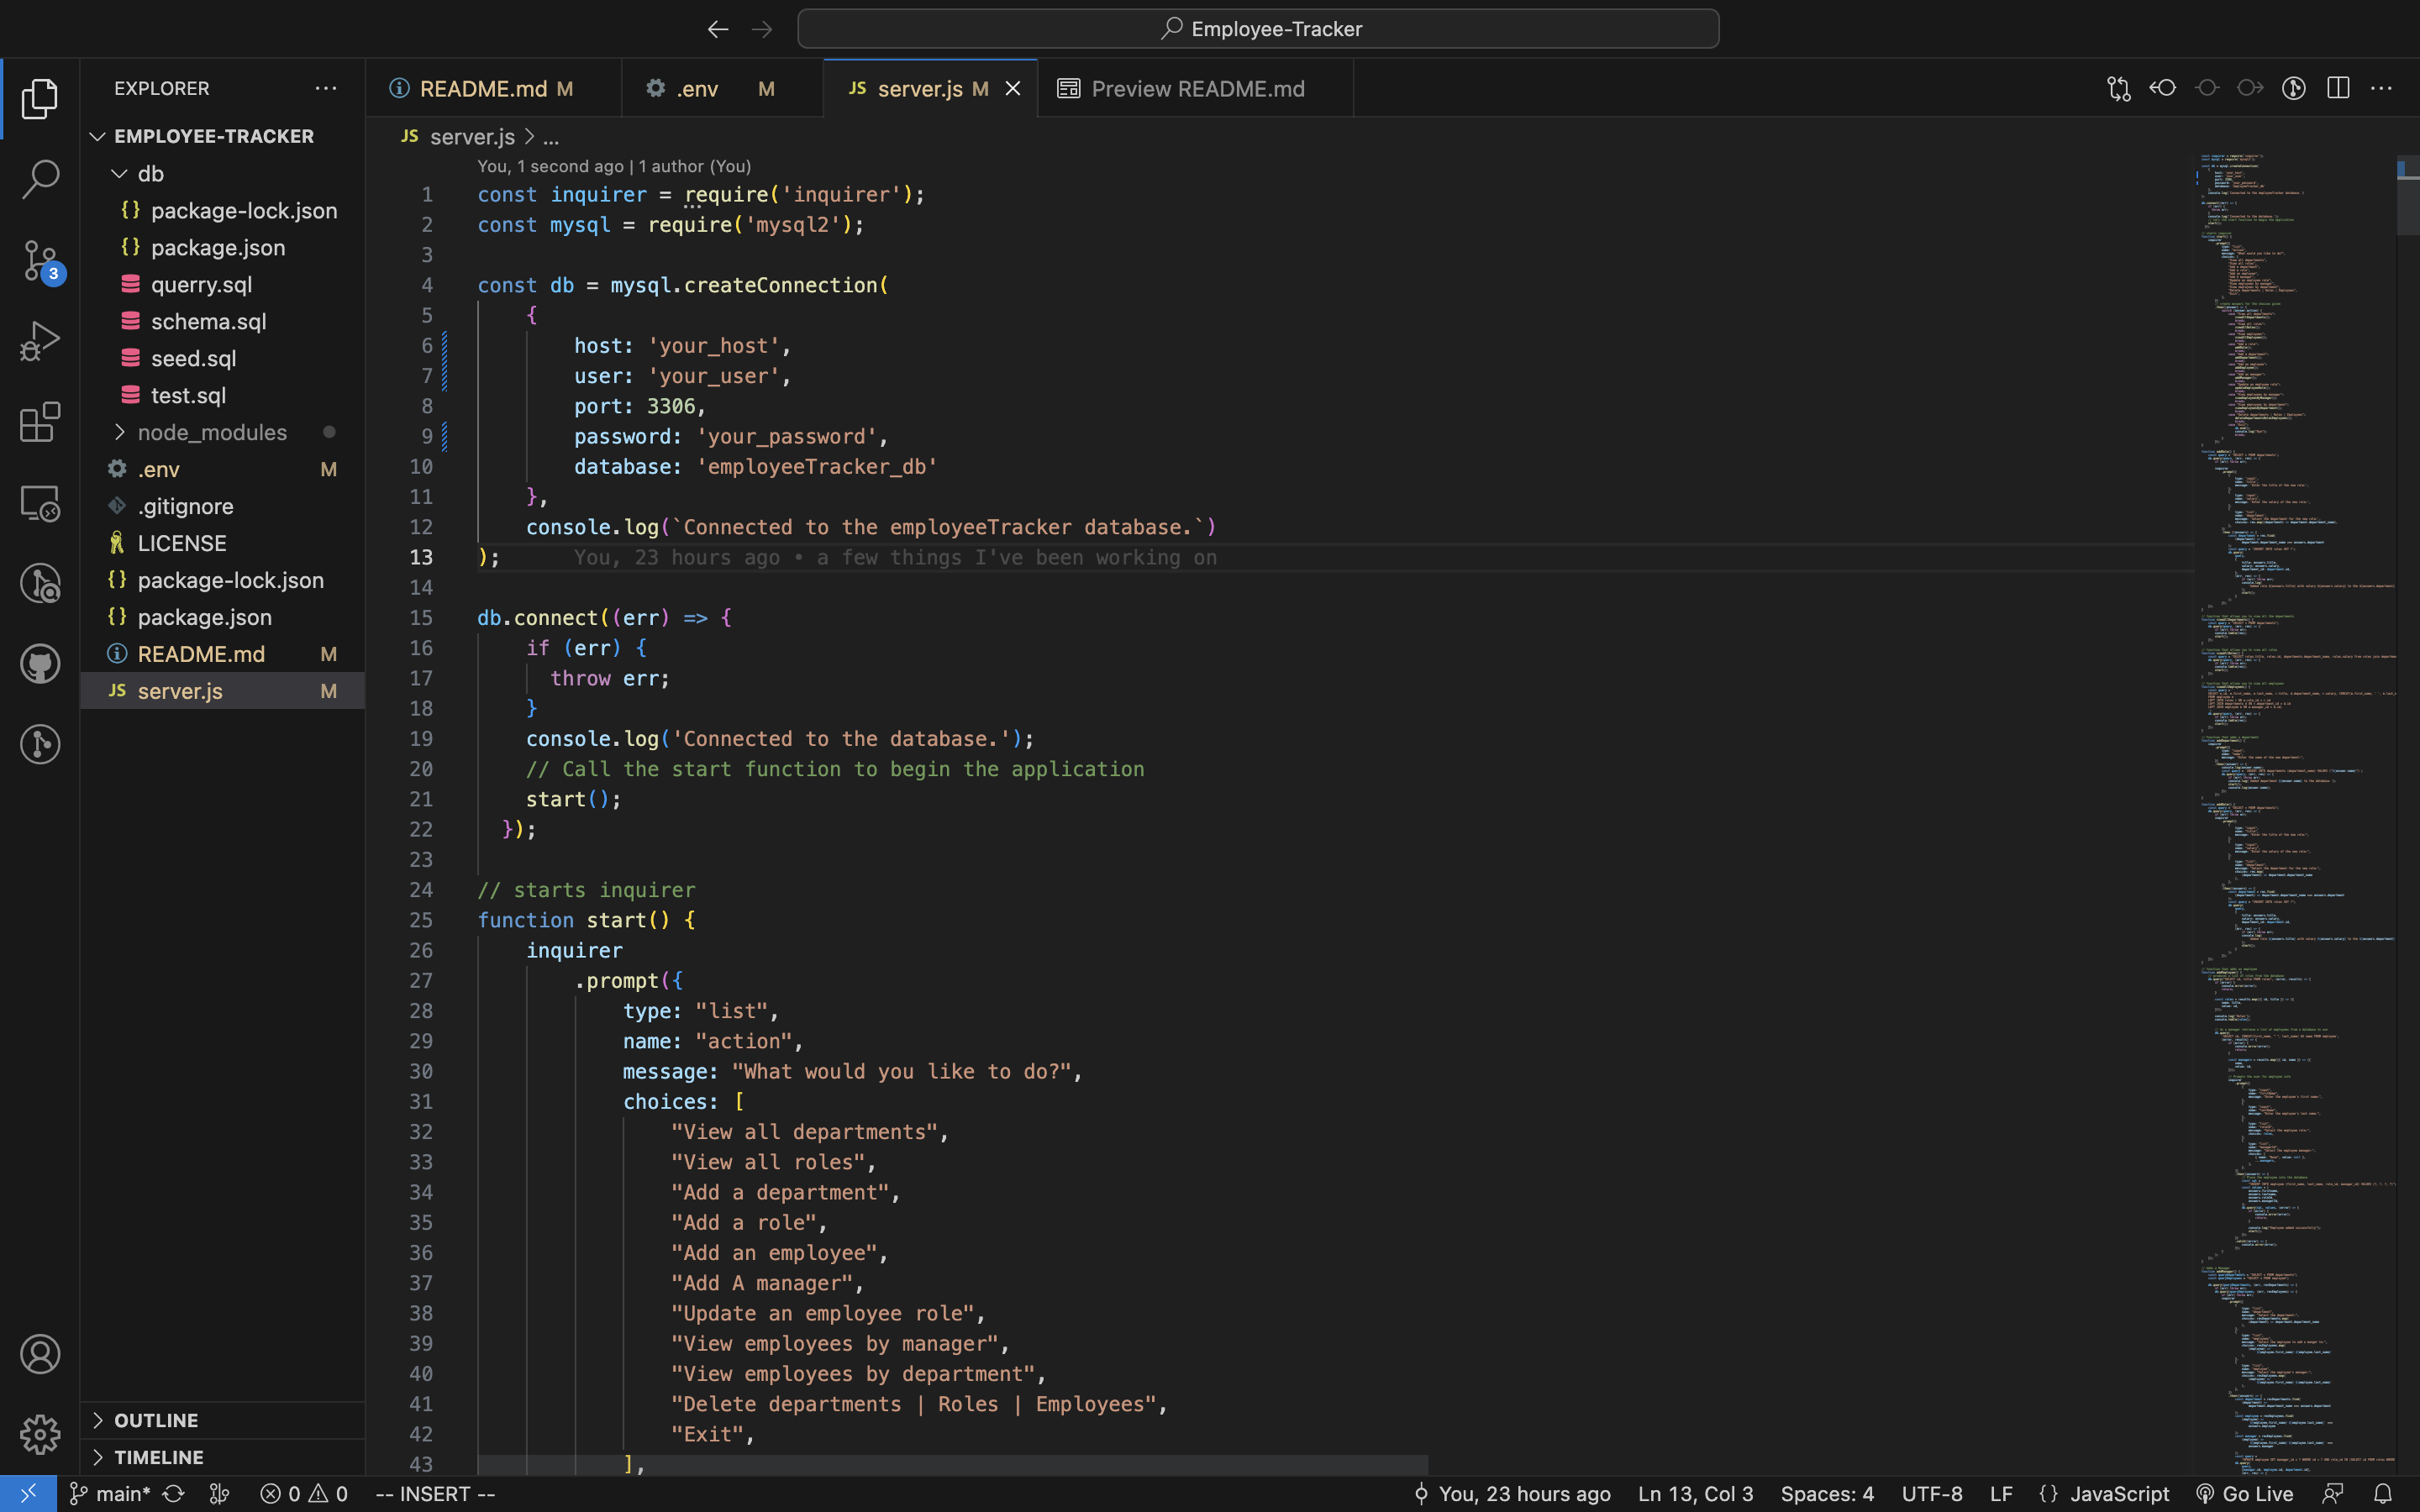 Employee-Tracker
EXPLORER
README.md M
.env M
JS server.js M
Preview README.md
EMPLOYEE-TRACKER
db
{} package-lock.json
{} package.json
querry.sql
schema.sql
seed.sql
test.sql
node_modules
.env M
.gitignore
LICENSE
{} package-lock.json
{} package.json
README.md M
JS server.js M
3
OUTLINE
TIMELINE
JS server.js > ...
You, 1 second ago | 1 author (You)
1 const inquirer = require('inquirer');
2 const mysql = require('mysql2');
3
4 const db = mysql.createConnection(
5 {
6 host: 'your_host',
7 user: 'your_user',
8 port: 3306,
9 password: 'your_password',
10 database: 'employeeTracker_db'
11 },
12 console.log(`Connected to the employeeTracker database.`)
13 ); You, 23 hours ago • a few things I've been working on
14
15 db.connect((err) => {
16 if (err) {
17 throw err;
18 }
19 console.log('Connected to the database.');
20 // Call the start function to begin the application
21 start();
22 });
23
24 // starts inquirer
25 function start() {
26 inquirer
27 .prompt({
28 type: "list",
29 name: "action",
30 message: "What would you like to do?",
31 choices: [
32 "View all departments",
33 "View all roles",
34 "Add a department",
35 "Add a role",
36 "Add an employee",
37 "Add A manager",
38 "Update an employee role",
39 "View employees by manager",
40 "View employees by department",
41 "Delete departments | Roles | Employees",
42 "Exit",
43 ],
main* 0 0 -- INSERT -- You, 23 hours ago Ln 13, Col 3 Spaces: 4 UTF-8 LF {} JavaScript Go Live